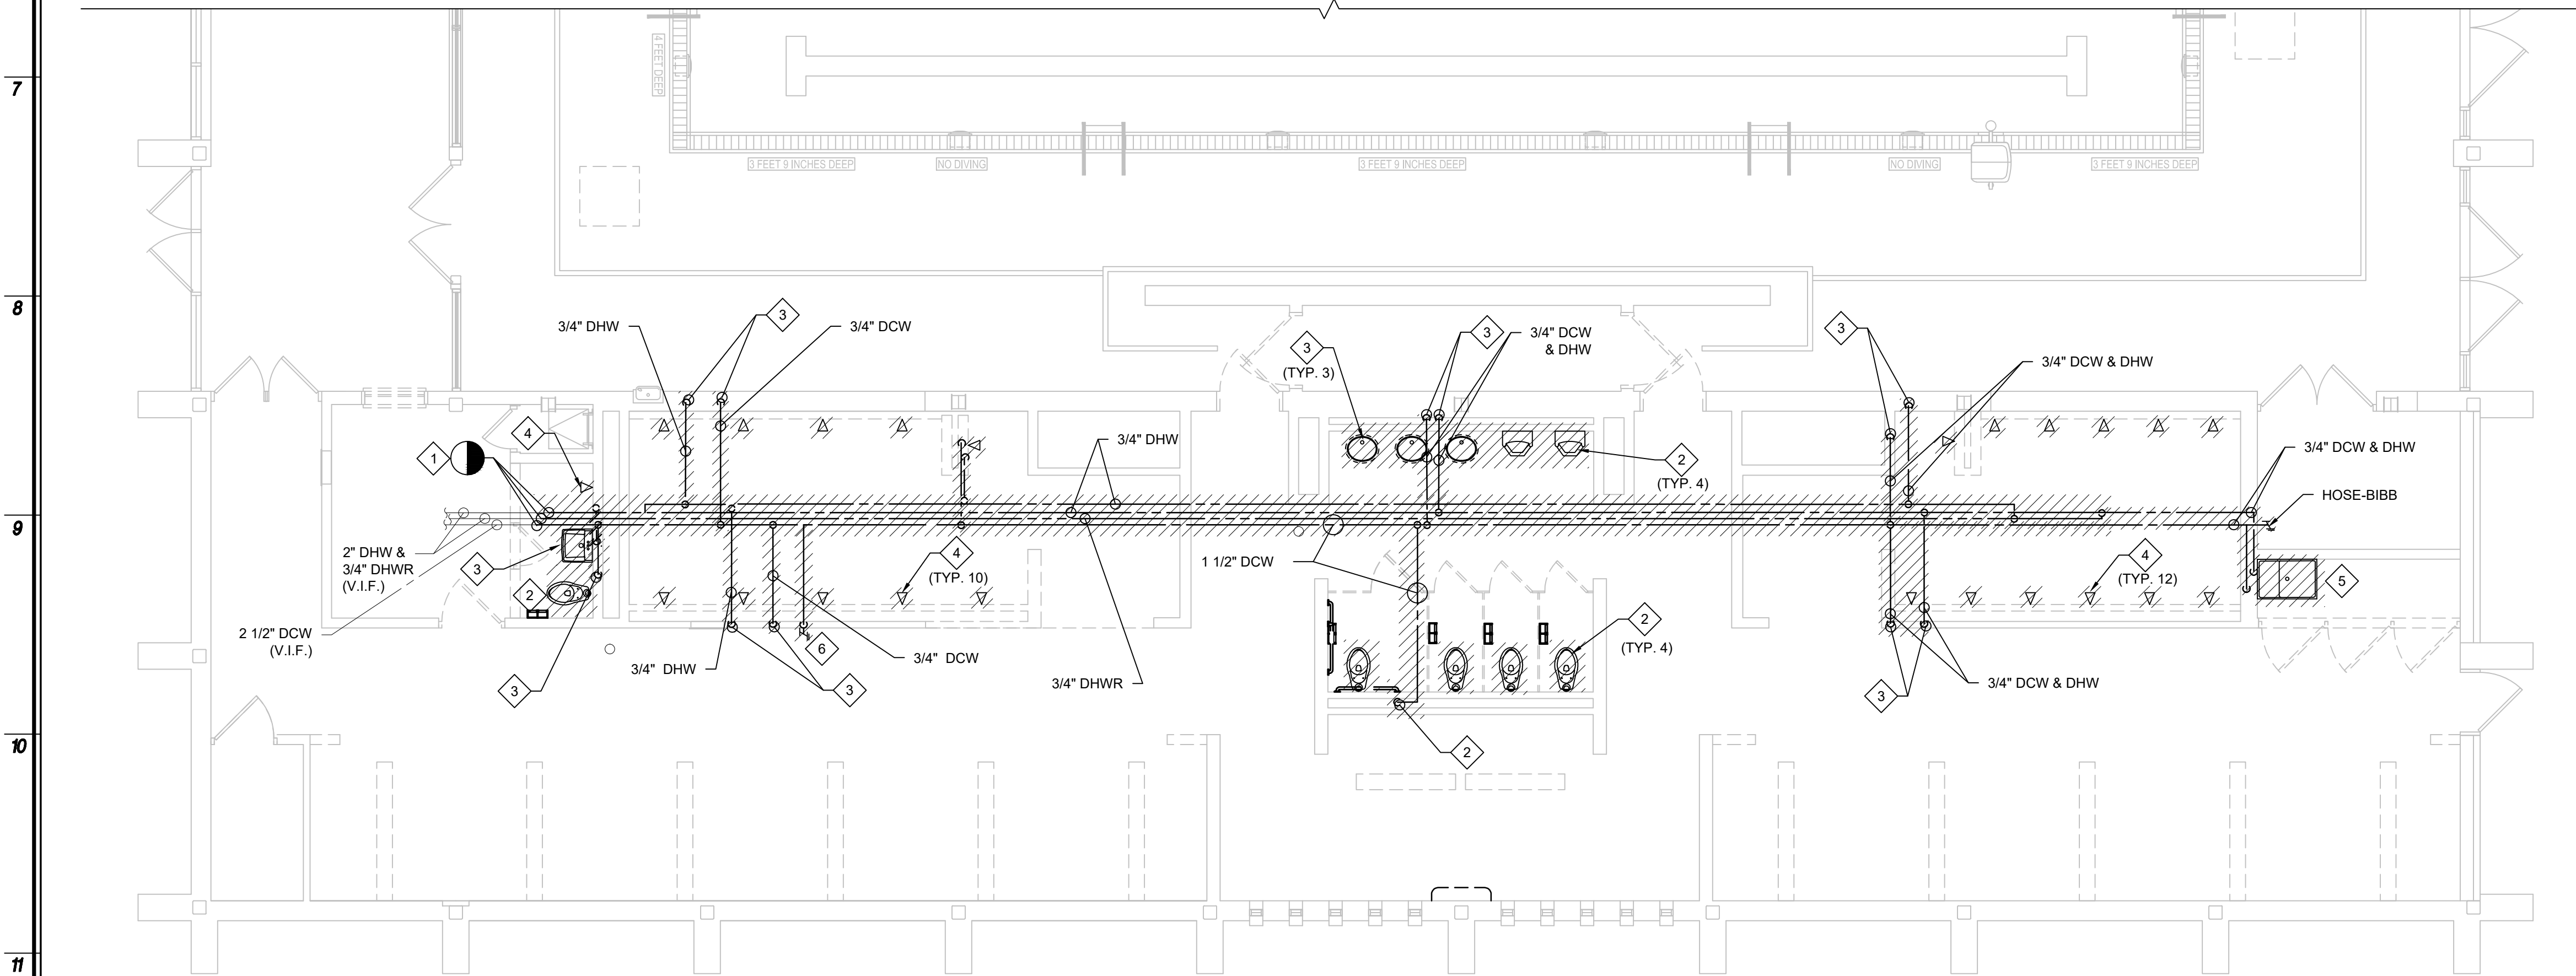 7
8
9
10
11
4 FEET DEEP
3 FEET 9 INCHES DEEP
NO DIVING
3 FEET 9 INCHES DEEP
NO DIVING
3 FEET 9 INCHES DEEP
3/4" DHW
3
3/4" DCW
3
(TYP. 3)
3
3/4" DCW
& DHW
3
3/4" DCW & DHW
1
4
3/4" DHW
2
(TYP. 4)
3/4" DCW & DHW
HOSE-BIBB
2" DHW &
3/4" DHWR
(V.I.F.)
3
2
4
(TYP. 10)
1 1/2" DCW
4
(TYP. 12)
5
2 1/2" DCW
(V.I.F.)
6
2
(TYP. 4)
3/4" DHW
3/4" DCW
3
3
3/4" DHWR
3
3/4" DCW & DHW
2